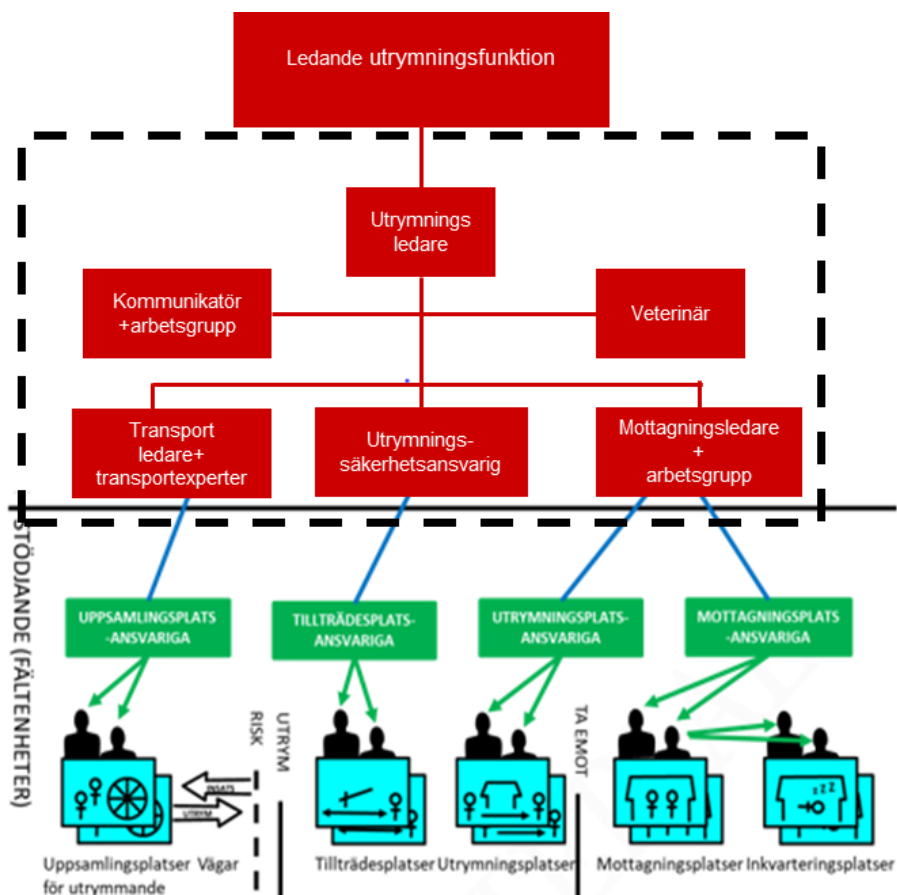 Ledande utrymningsfunktion
Utrymnings
ledare
Kommunikatör
+arbetsgrupp
Veterinär
Transport
ledare+
transportexperter
Utrymnings-
säkerhetsansvarig
Mottagningsledare
+
arbetsgrupp
STÖDJANDE (FÄLTENHETER)
UPPSAMLINGSPLATS
-ANSVARIGA
TILLTRÄDESPLATS-
ANSVARIGA
UTRYMNINGSPLATS-
ANSVARIGA
MOTTAGNINGSPLATS
-ANSVARIGA
RISK
UTRYM
TA EMOT
INSATS
UTRYM
z z Z
Uppsamlingsplatser
för utrymmande
Vägar
Tillträdesplatser
Utrymningsplatser
Mottagningsplatser
Inkvarteringsplatser